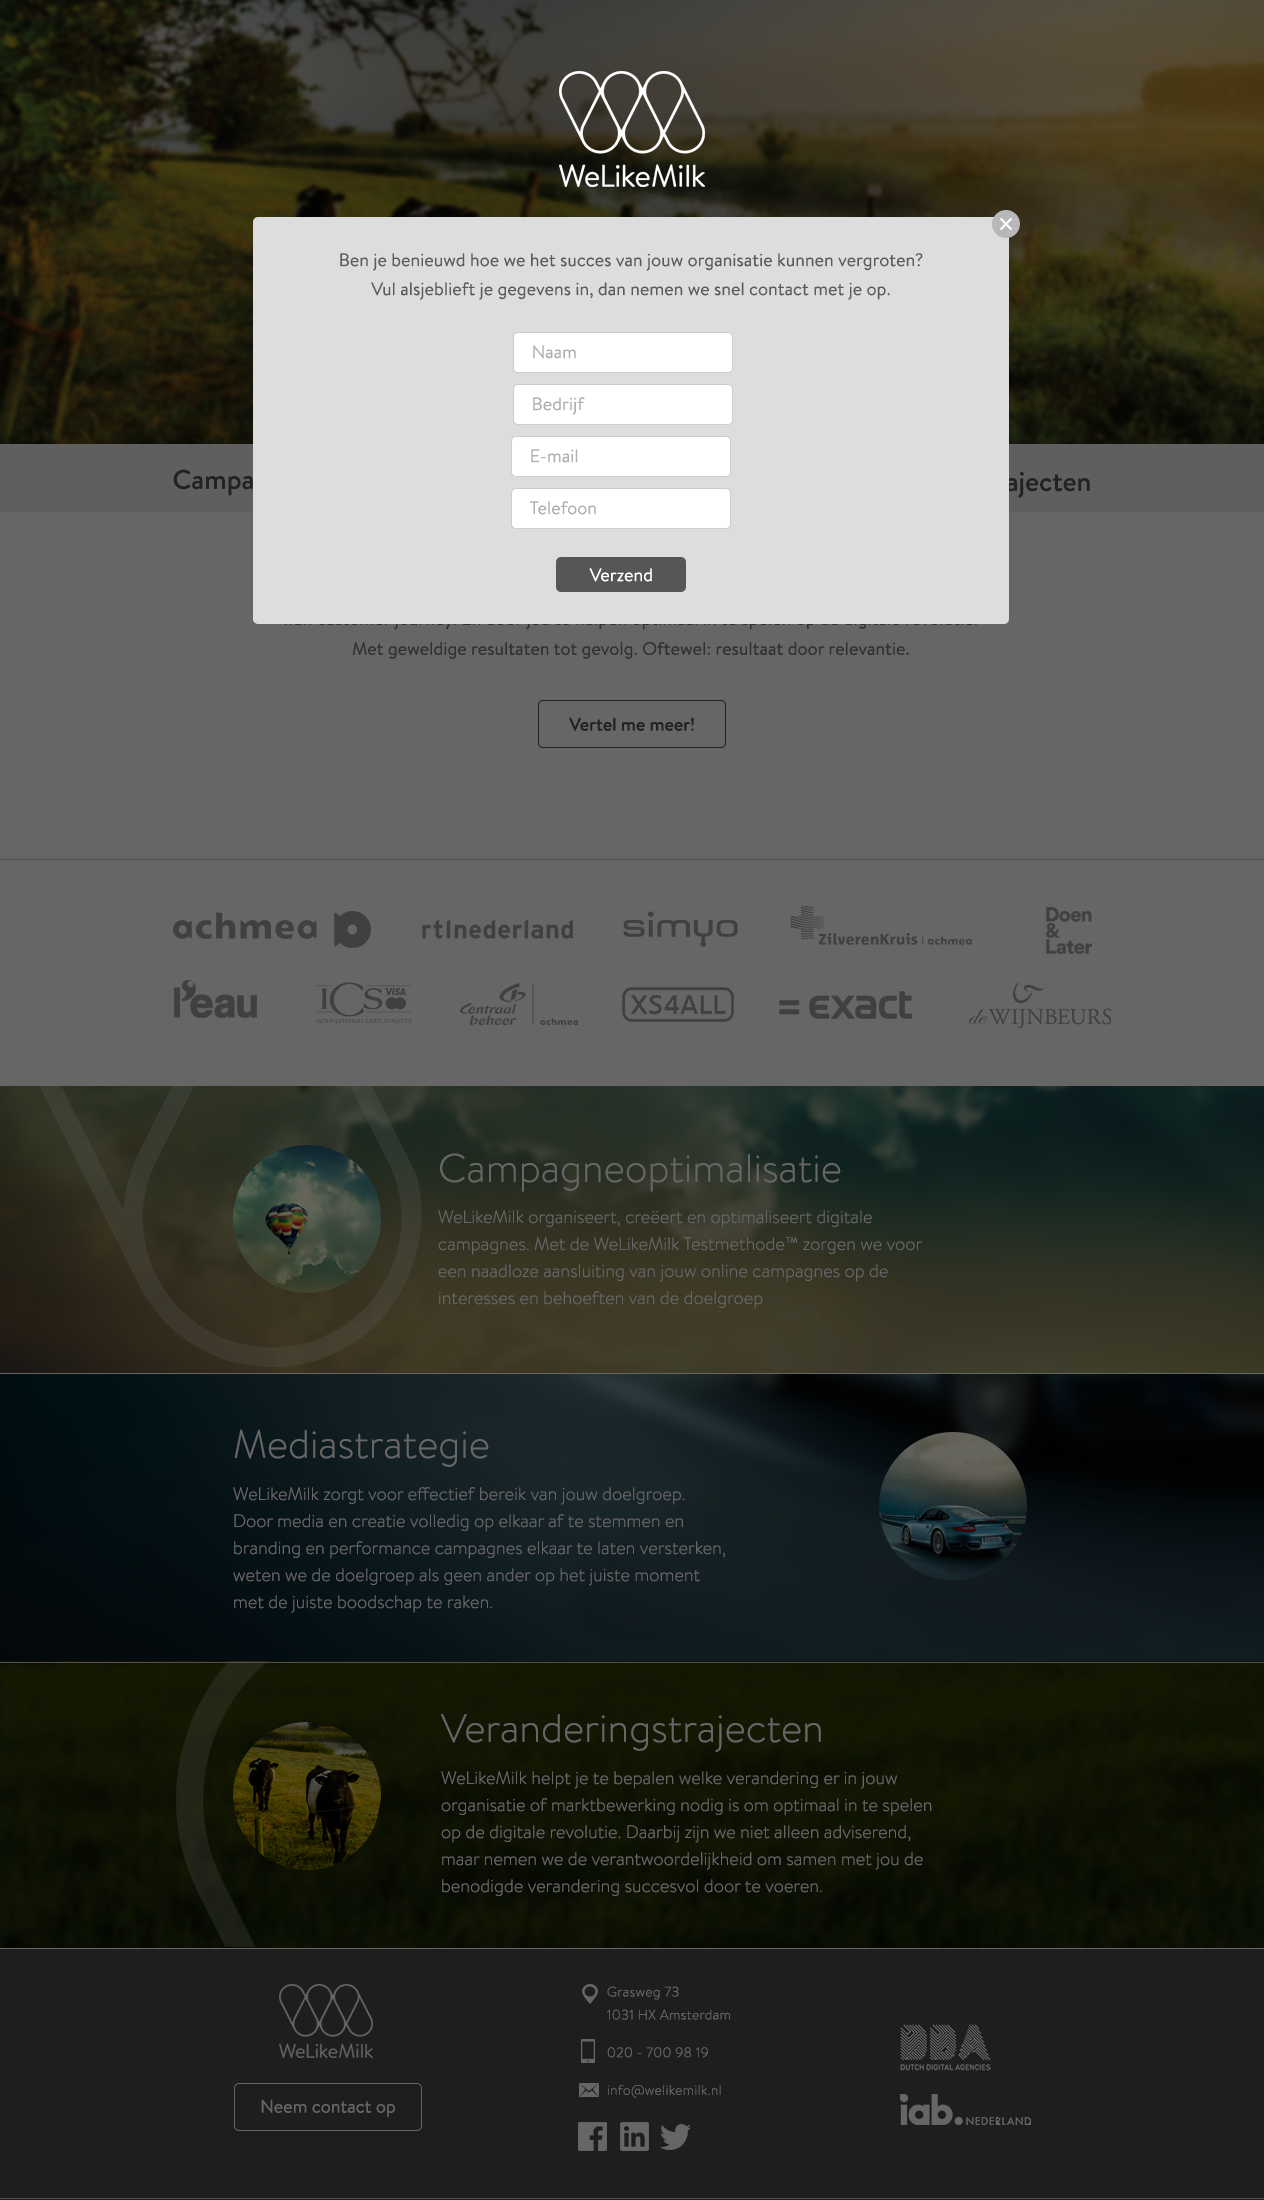 WeLikeMilk
Ben je benieuwd hoe we het succes van jouw organisatie kunnen vergroten?
Vul alsjeblieft je gegevens in, dan nemen we snel contact met je op.
Naam
Bedrijf
E-mail
Telefoon
Verzend
Campa
ajecten
Met geweldige resultaten tot gevolg. Oftewel: resultaat door relevantie.
Vertel me meer!
achmea
rtlnederland
simyo
ZilverenKruis | achmea
Doen
&
Later
l'eau
ICS VISA
INTERNATIONAL CARD SERVICES
Centraal
beheer
achmea
XS4ALL
= exact
de WIJNBEURS
Campagneoptimalisatie
WeLikeMilk organiseert, creëert en optimaliseert digitale
campagnes. Met de WeLikeMilk Testmethode™ zorgen we voor
een naadloze aansluiting van jouw online campagnes op de
interesses en behoeften van de doelgroep
Mediastrategie
WeLikeMilk zorgt voor effectief bereik van jouw doelgroep.
Door media en creatie volledig op elkaar af te stemmen en
branding en performance campagnes elkaar te laten versterken,
weten we de doelgroep als geen ander op het juiste moment
met de juiste boodschap te raken.
Veranderingstrajecten
WeLikeMilk helpt je te bepalen welke verandering er in jouw
organisatie of marktbewerking nodig is om optimaal in te spelen
op de digitale revolutie. Daarbij zijn we niet alleen adviserend,
maar nemen we de verantwoordelijkheid om samen met jou de
benodigde verandering succesvol door te voeren.
WeLikeMilk
Neem contact op
Grasweg 73
1031 HX Amsterdam
020 - 700 98 19
info@welikemilk.nl
DDA
DUTCH DIGITAL AGENCIES
iab. NEDERLAND